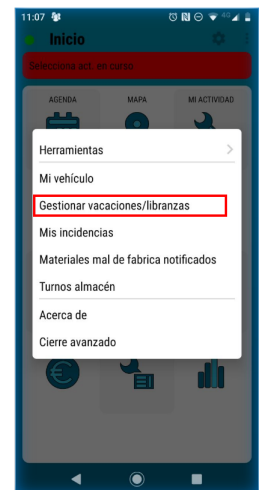 11:07
4G
Inicio
Selecciona act. en curso
AGENDA MAPA MI ACTIVIDAD
Herramientas
Mi vehículo
Gestionar vacaciones/libranzas
Mis incidencias
Materiales mal de fabrica notificados
Turnos almacén
Acerca de
Cierre avanzado